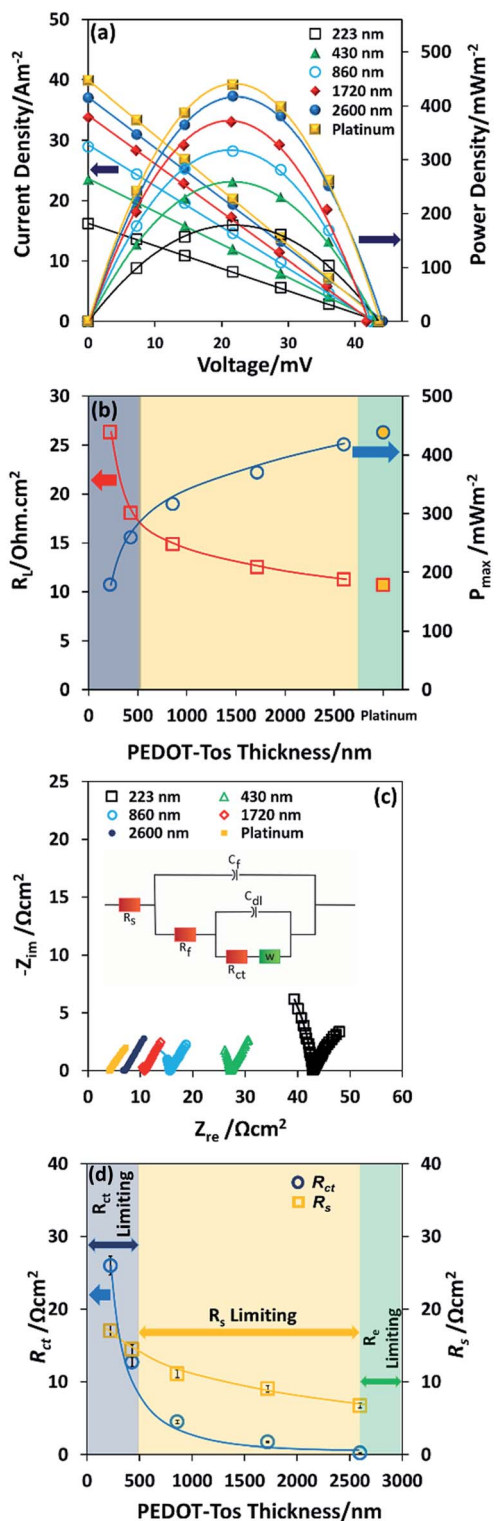 (a)
223 nm
430 nm
860 nm
1720 nm
2600 nm
Platinum
Current Density/Am⁻²
50
40
30
20
10
0
Power Density/mWm⁻²
500
400
300
200
100
0
0 10 20 30 40
Voltage/mV
(b)
R_L/Ohm.cm²
30
25
20
15
10
5
0
P_max /mWm⁻²
500
400
300
200
100
0
0 500 1000 1500 2000 2500 Platinum
PEDOT-Tos Thickness/nm
(c)
223 nm 430 nm
860 nm 1720 nm
2600 nm Platinum
-Z_im /Ωcm²
25
20
15
10
5
0
C_f
C_dl
R_s
R_f
R_ct
w
0 10 20 30 40 50 60
Z_re /Ωcm²
(d)
R_ct
Limiting
R_ct
R_s
R_s Limiting
R_e
Limiting
R_ct/Ωcm²
40
30
20
10
0
R_s/Ωcm²
40
30
20
10
0
0 500 1000 1500 2000 2500 3000
PEDOT-Tos Thickness/nm